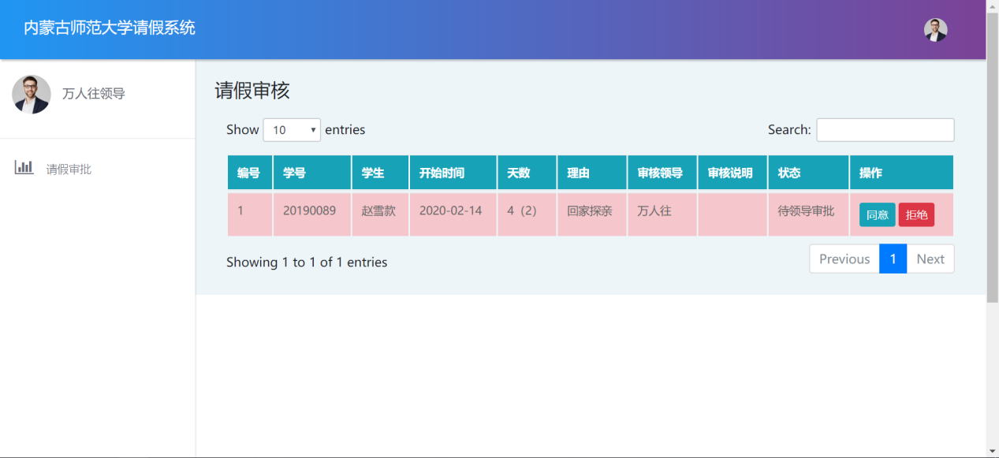 内蒙古师范大学请假系统
万人往领导
请假审批
请假审核
Show 10 entries Search:
编号 学号 学生 开始时间 天数 理由 审核领导 审核说明 状态 操作
1 20190089 赵雪款 2020-02-14 4（2） 回家探亲 万人往 待领导审批 同意 拒绝
Showing 1 to 1 of 1 entries Previous 1 Next